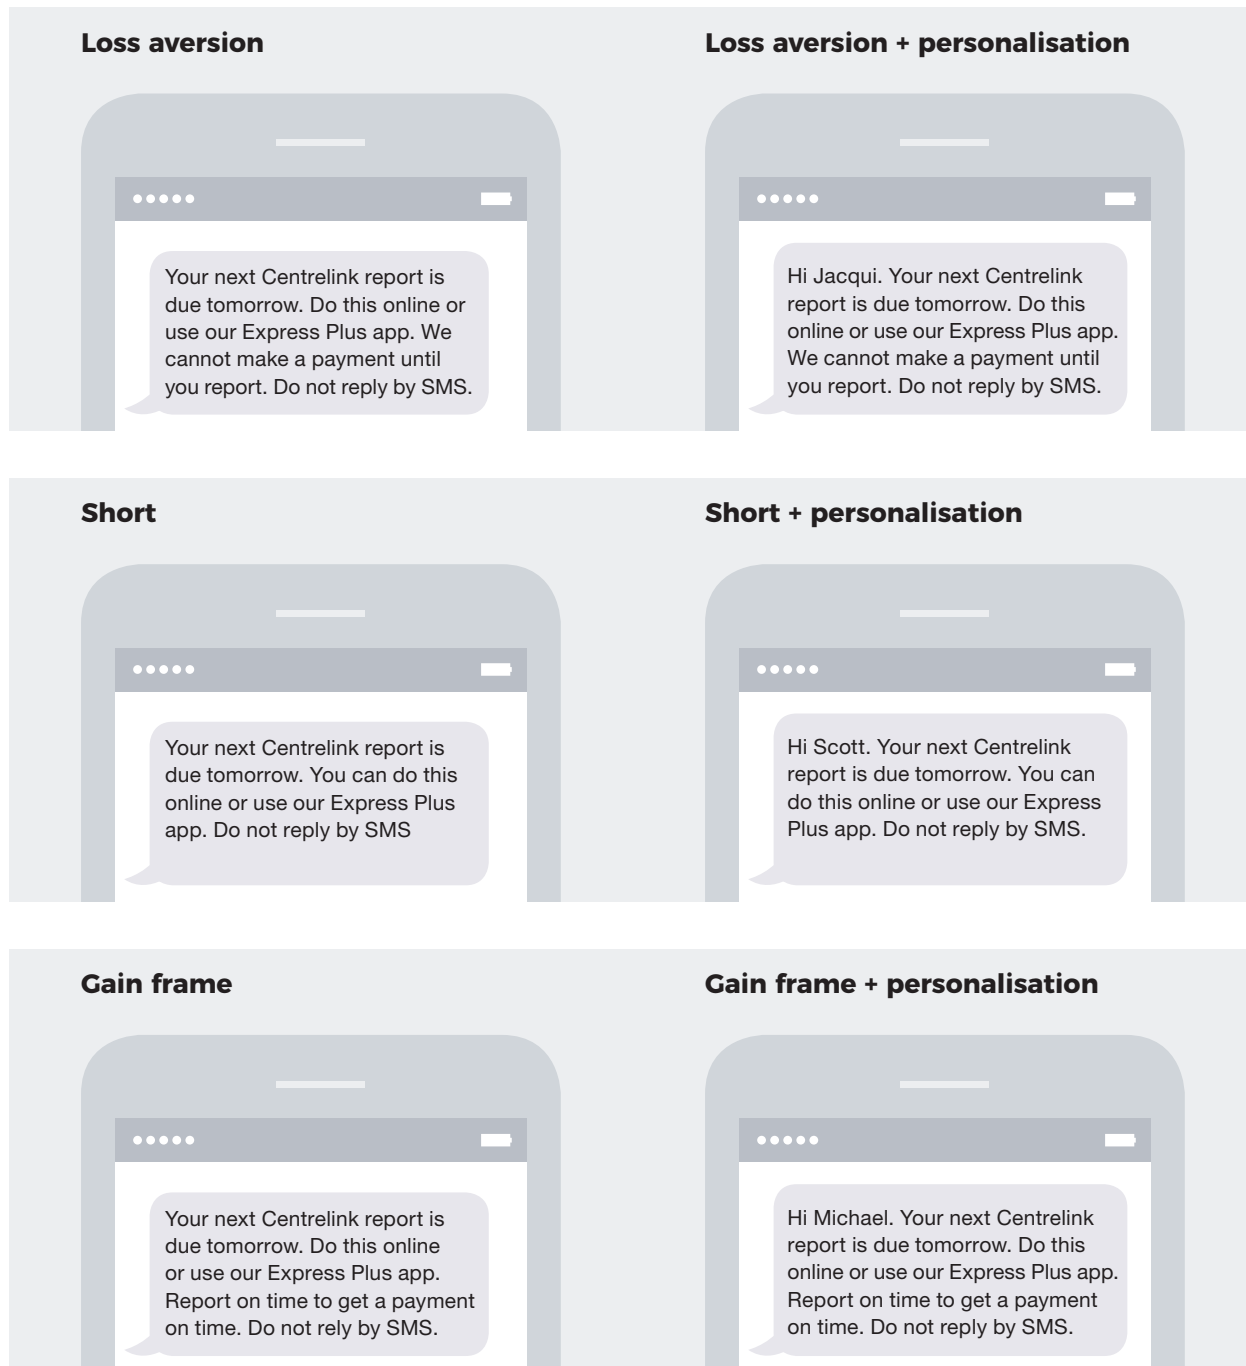 Loss aversion
Your next Centrelink report is
due tomorrow. Do this online or
use our Express Plus app. We
cannot make a payment until
you report. Do not reply by SMS.
Loss aversion + personalisation
Hi Jacqui. Your next Centrelink
report is due tomorrow. Do this
online or use our Express Plus app.
We cannot make a payment until
you report. Do not reply by SMS.
Short
Your next Centrelink report is
due tomorrow. You can do this
online or use our Express Plus
app. Do not reply by SMS
Short + personalisation
Hi Scott. Your next Centrelink
report is due tomorrow. You can
do this online or use our Express
Plus app. Do not reply by SMS.
Gain frame
Your next Centrelink report is
due tomorrow. Do this online
or use our Express Plus app.
Report on time to get a payment
on time. Do not rely by SMS.
Gain frame + personalisation
Hi Michael. Your next Centrelink
report is due tomorrow. Do this
online or use our Express Plus app.
Report on time to get a payment
on time. Do not reply by SMS.